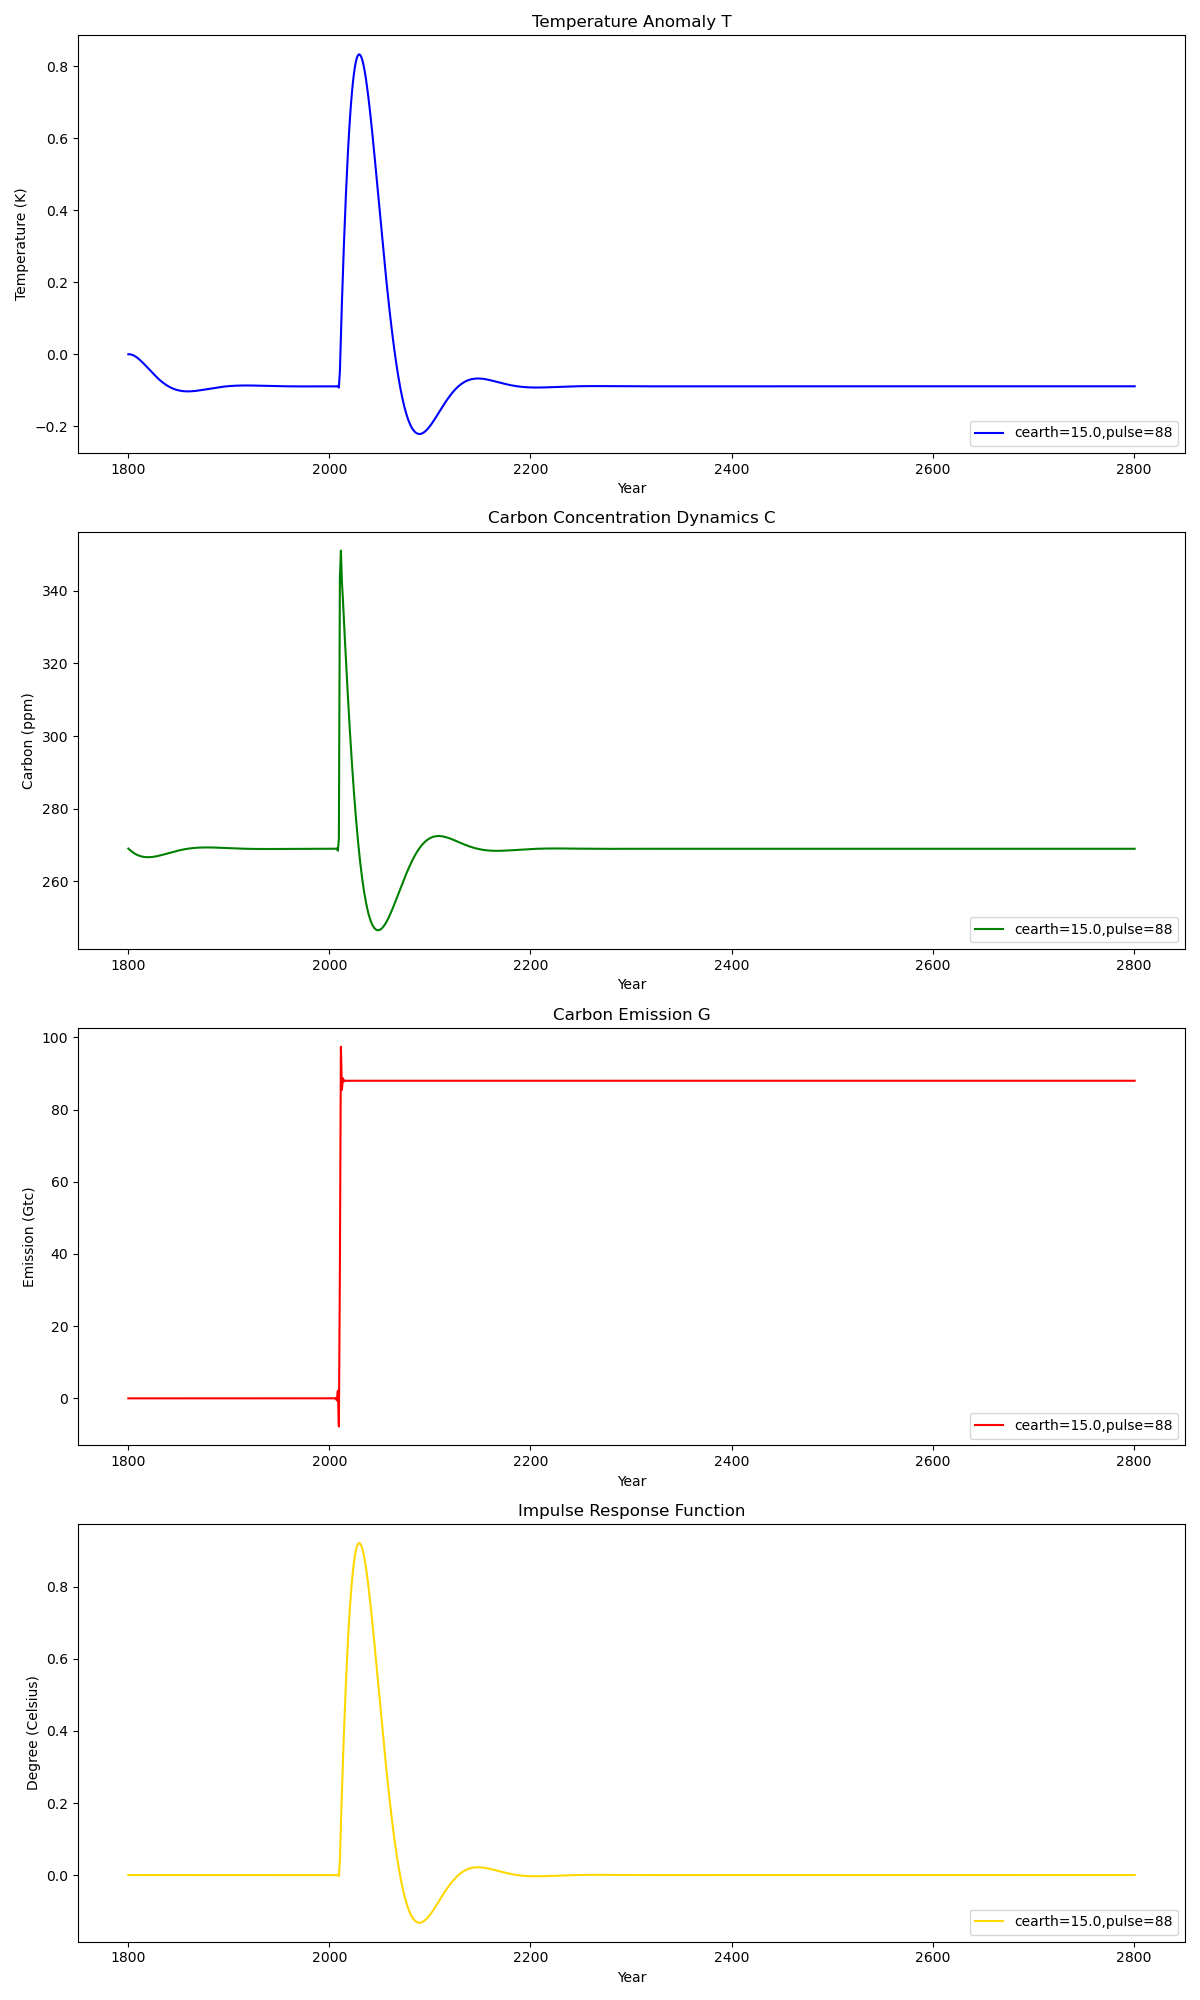 Temperature Anomaly T
Temperature (K)
0.8
0.6
0.4
0.2
0.0
−0.2
cearth=15.0,pulse=88
1800 2000 2200 2400 2600 2800
Year
Carbon Concentration Dynamics C
Carbon (ppm)
340
320
300
280
260
cearth=15.0,pulse=88
1800 2000 2200 2400 2600 2800
Year
Carbon Emission G
Emission (Gtc)
100
80
60
40
20
0
cearth=15.0,pulse=88
1800 2000 2200 2400 2600 2800
Year
Impulse Response Function
Degree (Celsius)
0.8
0.6
0.4
0.2
0.0
cearth=15.0,pulse=88
1800 2000 2200 2400 2600 2800
Year